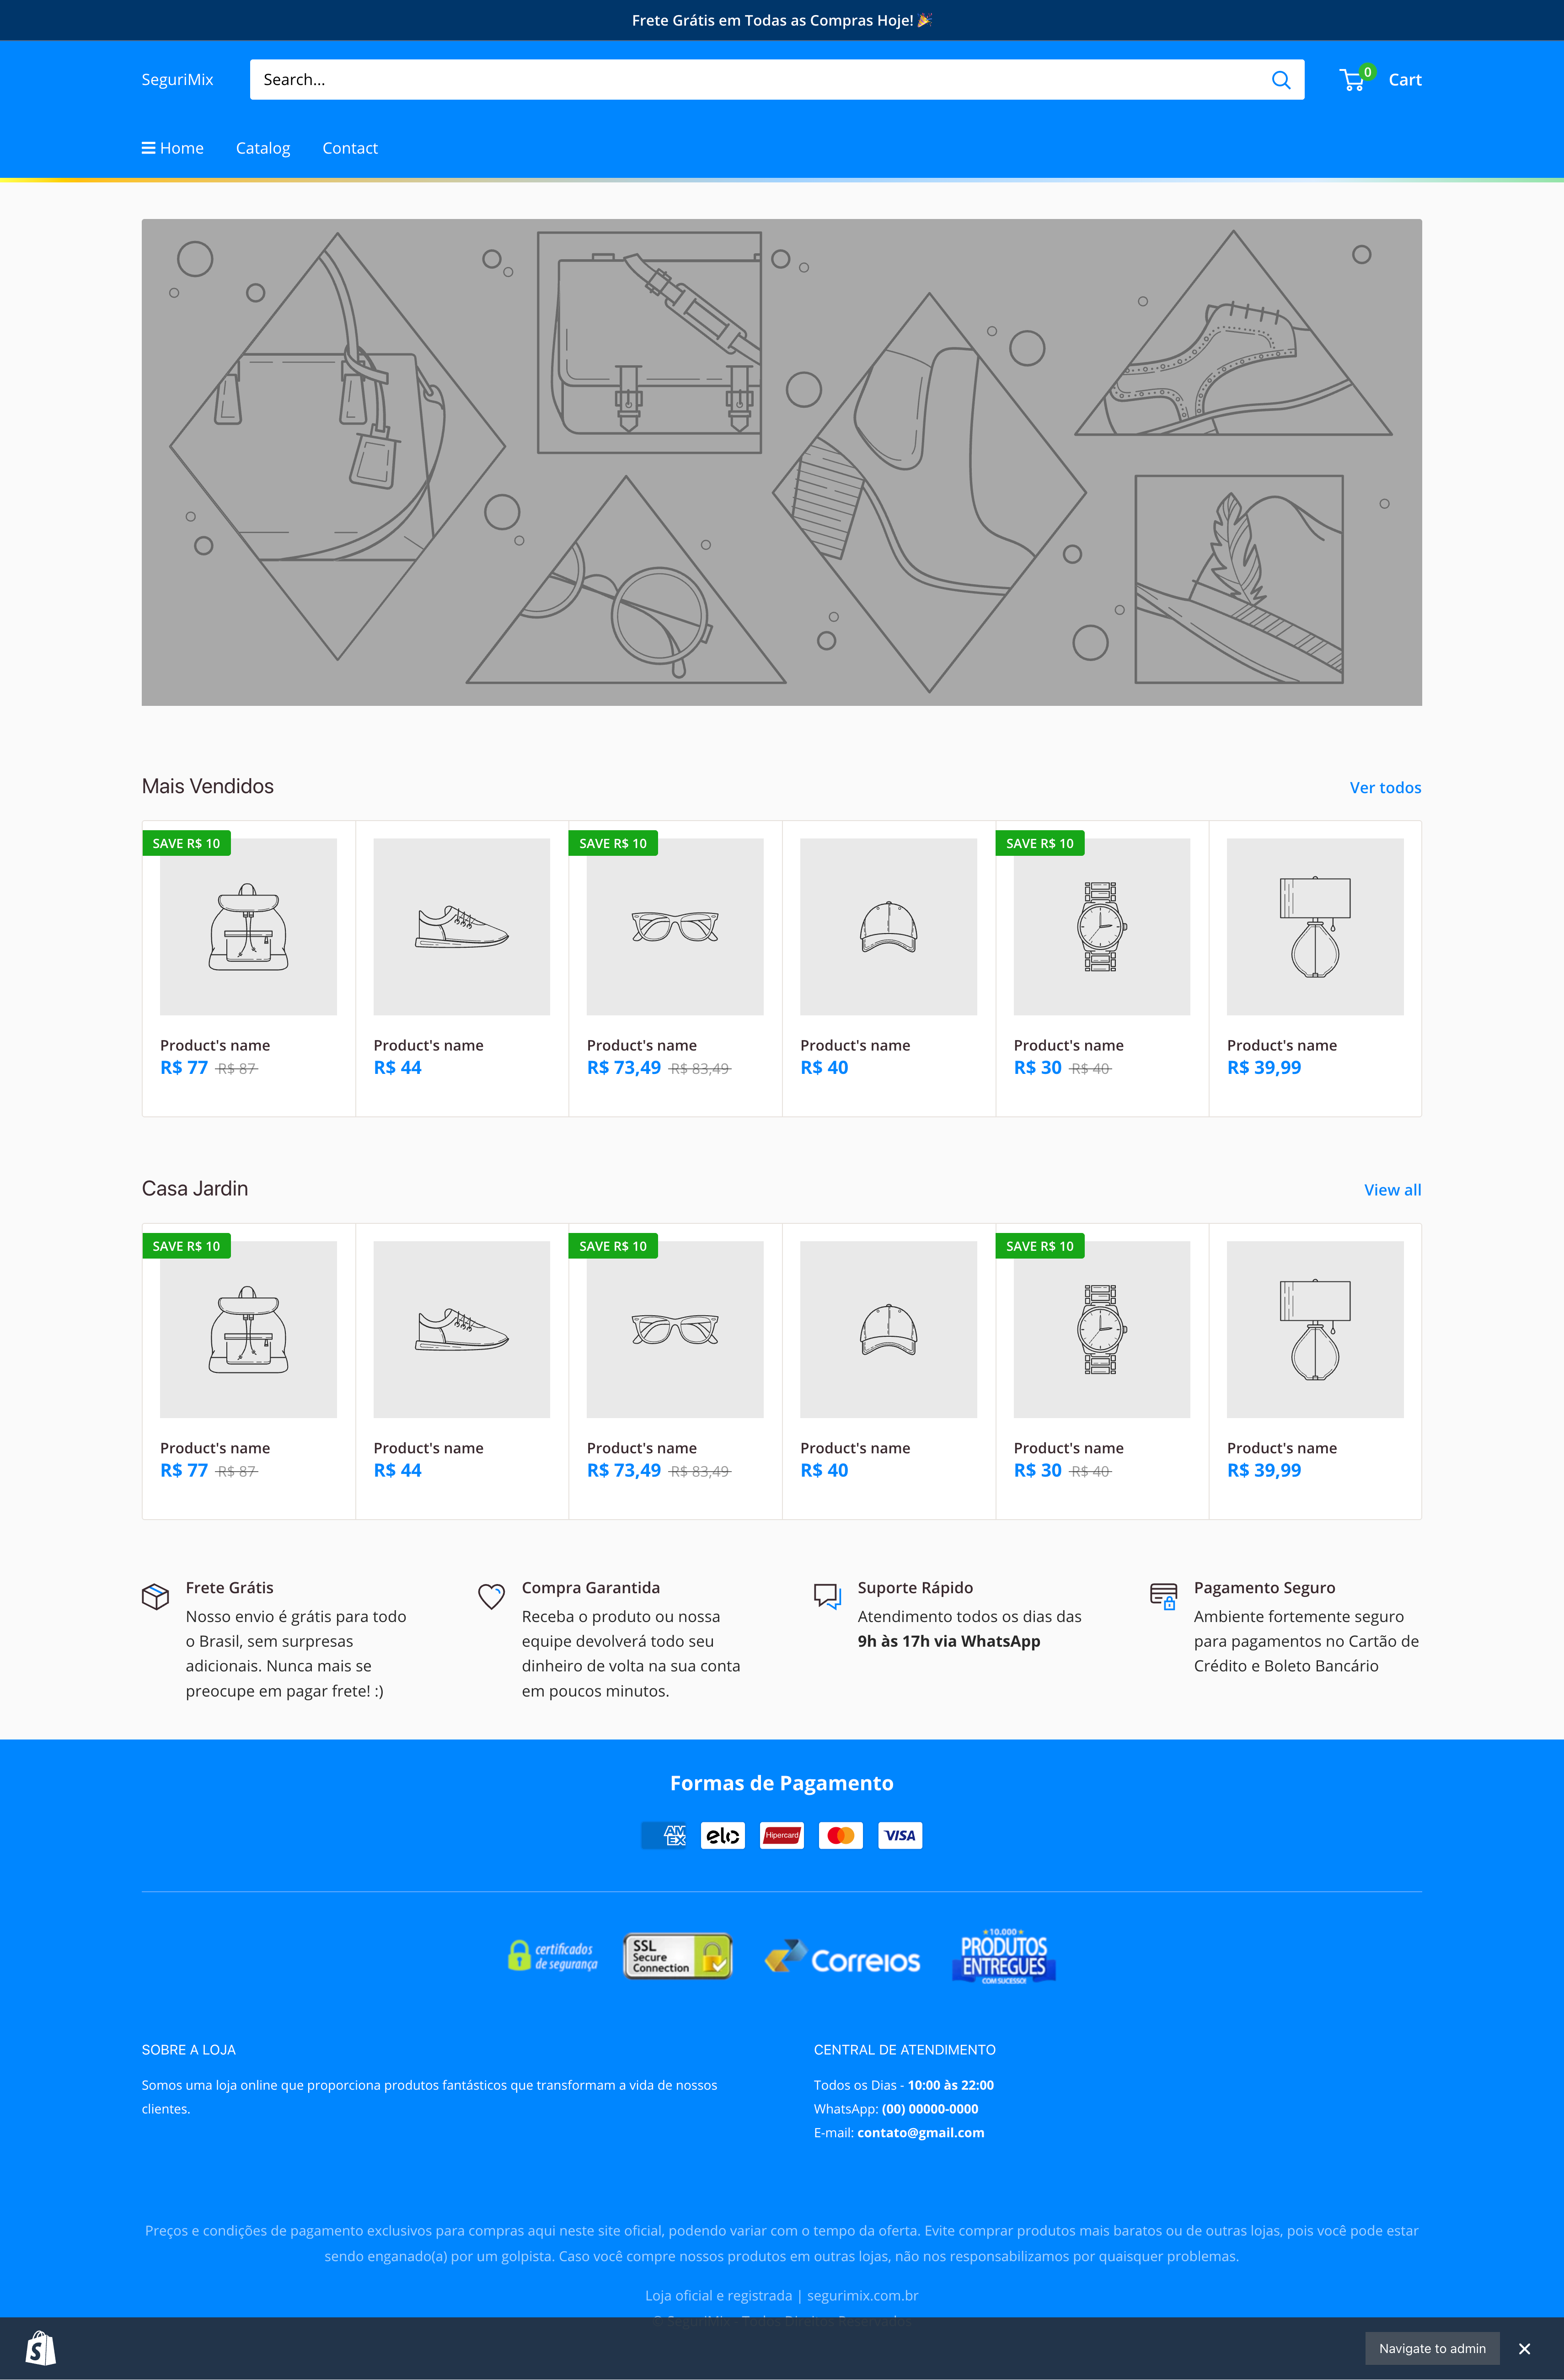 Frete Grátis em Todas as Compras Hoje! 🎉
SeguriMix
Search...
0
Cart
Home
Catalog
Contact
Mais Vendidos
Ver todos
SAVE R$ 10
SAVE R$ 10
SAVE R$ 10
Product's name
Product's name
Product's name
Product's name
Product's name
Product's name
R$ 77 R$ 87
R$ 44
R$ 73,49 R$ 83,49
R$ 40
R$ 30 R$ 40
R$ 39,99
Casa Jardin
View all
SAVE R$ 10
SAVE R$ 10
SAVE R$ 10
Product's name
Product's name
Product's name
Product's name
Product's name
Product's name
R$ 77 R$ 87
R$ 44
R$ 73,49 R$ 83,49
R$ 40
R$ 30 R$ 40
R$ 39,99
Frete Grátis
Nosso envio é grátis para todo
o Brasil, sem surpresas
adicionais. Nunca mais se
preocupe em pagar frete! :)
Compra Garantida
Receba o produto ou nossa
equipe devolverá todo seu
dinheiro de volta na sua conta
em poucos minutos.
Suporte Rápido
Atendimento todos os dias das
9h às 17h via WhatsApp
Pagamento Seguro
Ambiente fortemente seguro
para pagamentos no Cartão de
Crédito e Boleto Bancário
Formas de Pagamento
AM
EX
elo
Hipercard
VISA
certificados
de segurança
SSL
Secure
Connection
Correios
10.000
PRODUTOS
ENTREGUES
COM SUCESSO!
SOBRE A LOJA
Somos uma loja online que proporciona produtos fantásticos que transformam a vida de nossos
clientes.
CENTRAL DE ATENDIMENTO
Todos os Dias - 10:00 às 22:00
WhatsApp: (00) 00000-0000
E-mail: contato@gmail.com
Preços e condições de pagamento exclusivos para compras aqui neste site oficial, podendo variar com o tempo da oferta. Evite comprar produtos mais baratos ou de outras lojas, pois você pode estar
sendo enganado(a) por um golpista. Caso você compre nossos produtos em outras lojas, não nos responsabilizamos por quaisquer problemas.
Loja oficial e registrada | segurimix.com.br
© SeguriMix - Todos Direitos Reservados
Navigate to admin